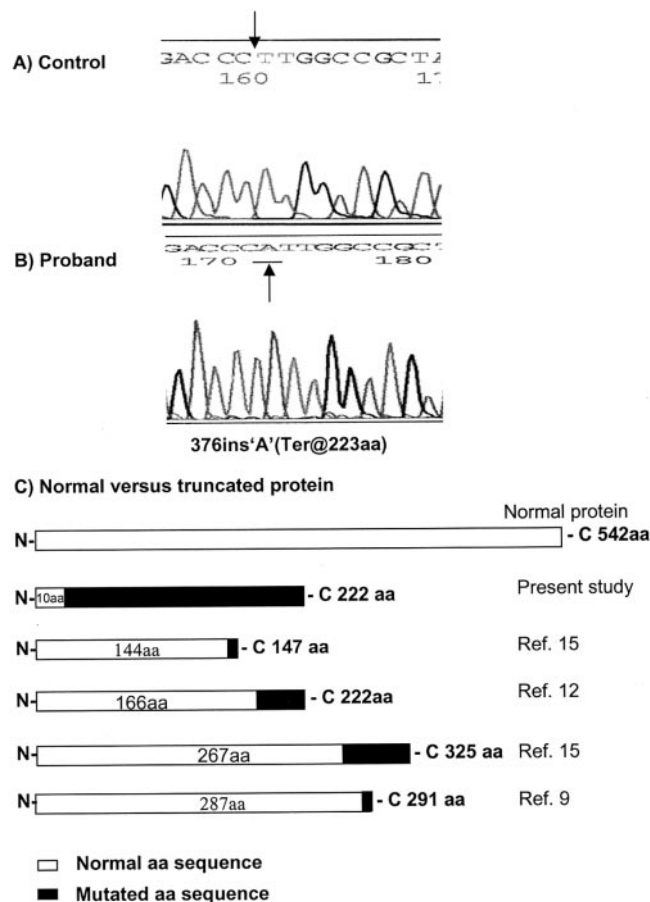 A) Control
GACCCTTGGCCGCTA
160 17
B) Proband
GACCCATTGGCCGCT
170 180
376ins‘A’(Ter@223aa)
C) Normal versus truncated protein
Normal protein
N- - C 542aa
N- 10aa - C 222 aa Present study
N- 144aa - C 147 aa Ref. 15
N- 166aa - C 222aa Ref. 12
N- 267aa - C 325 aa Ref. 15
N- 287aa - C 291 aa Ref. 9
Normal aa sequence
Mutated aa sequence